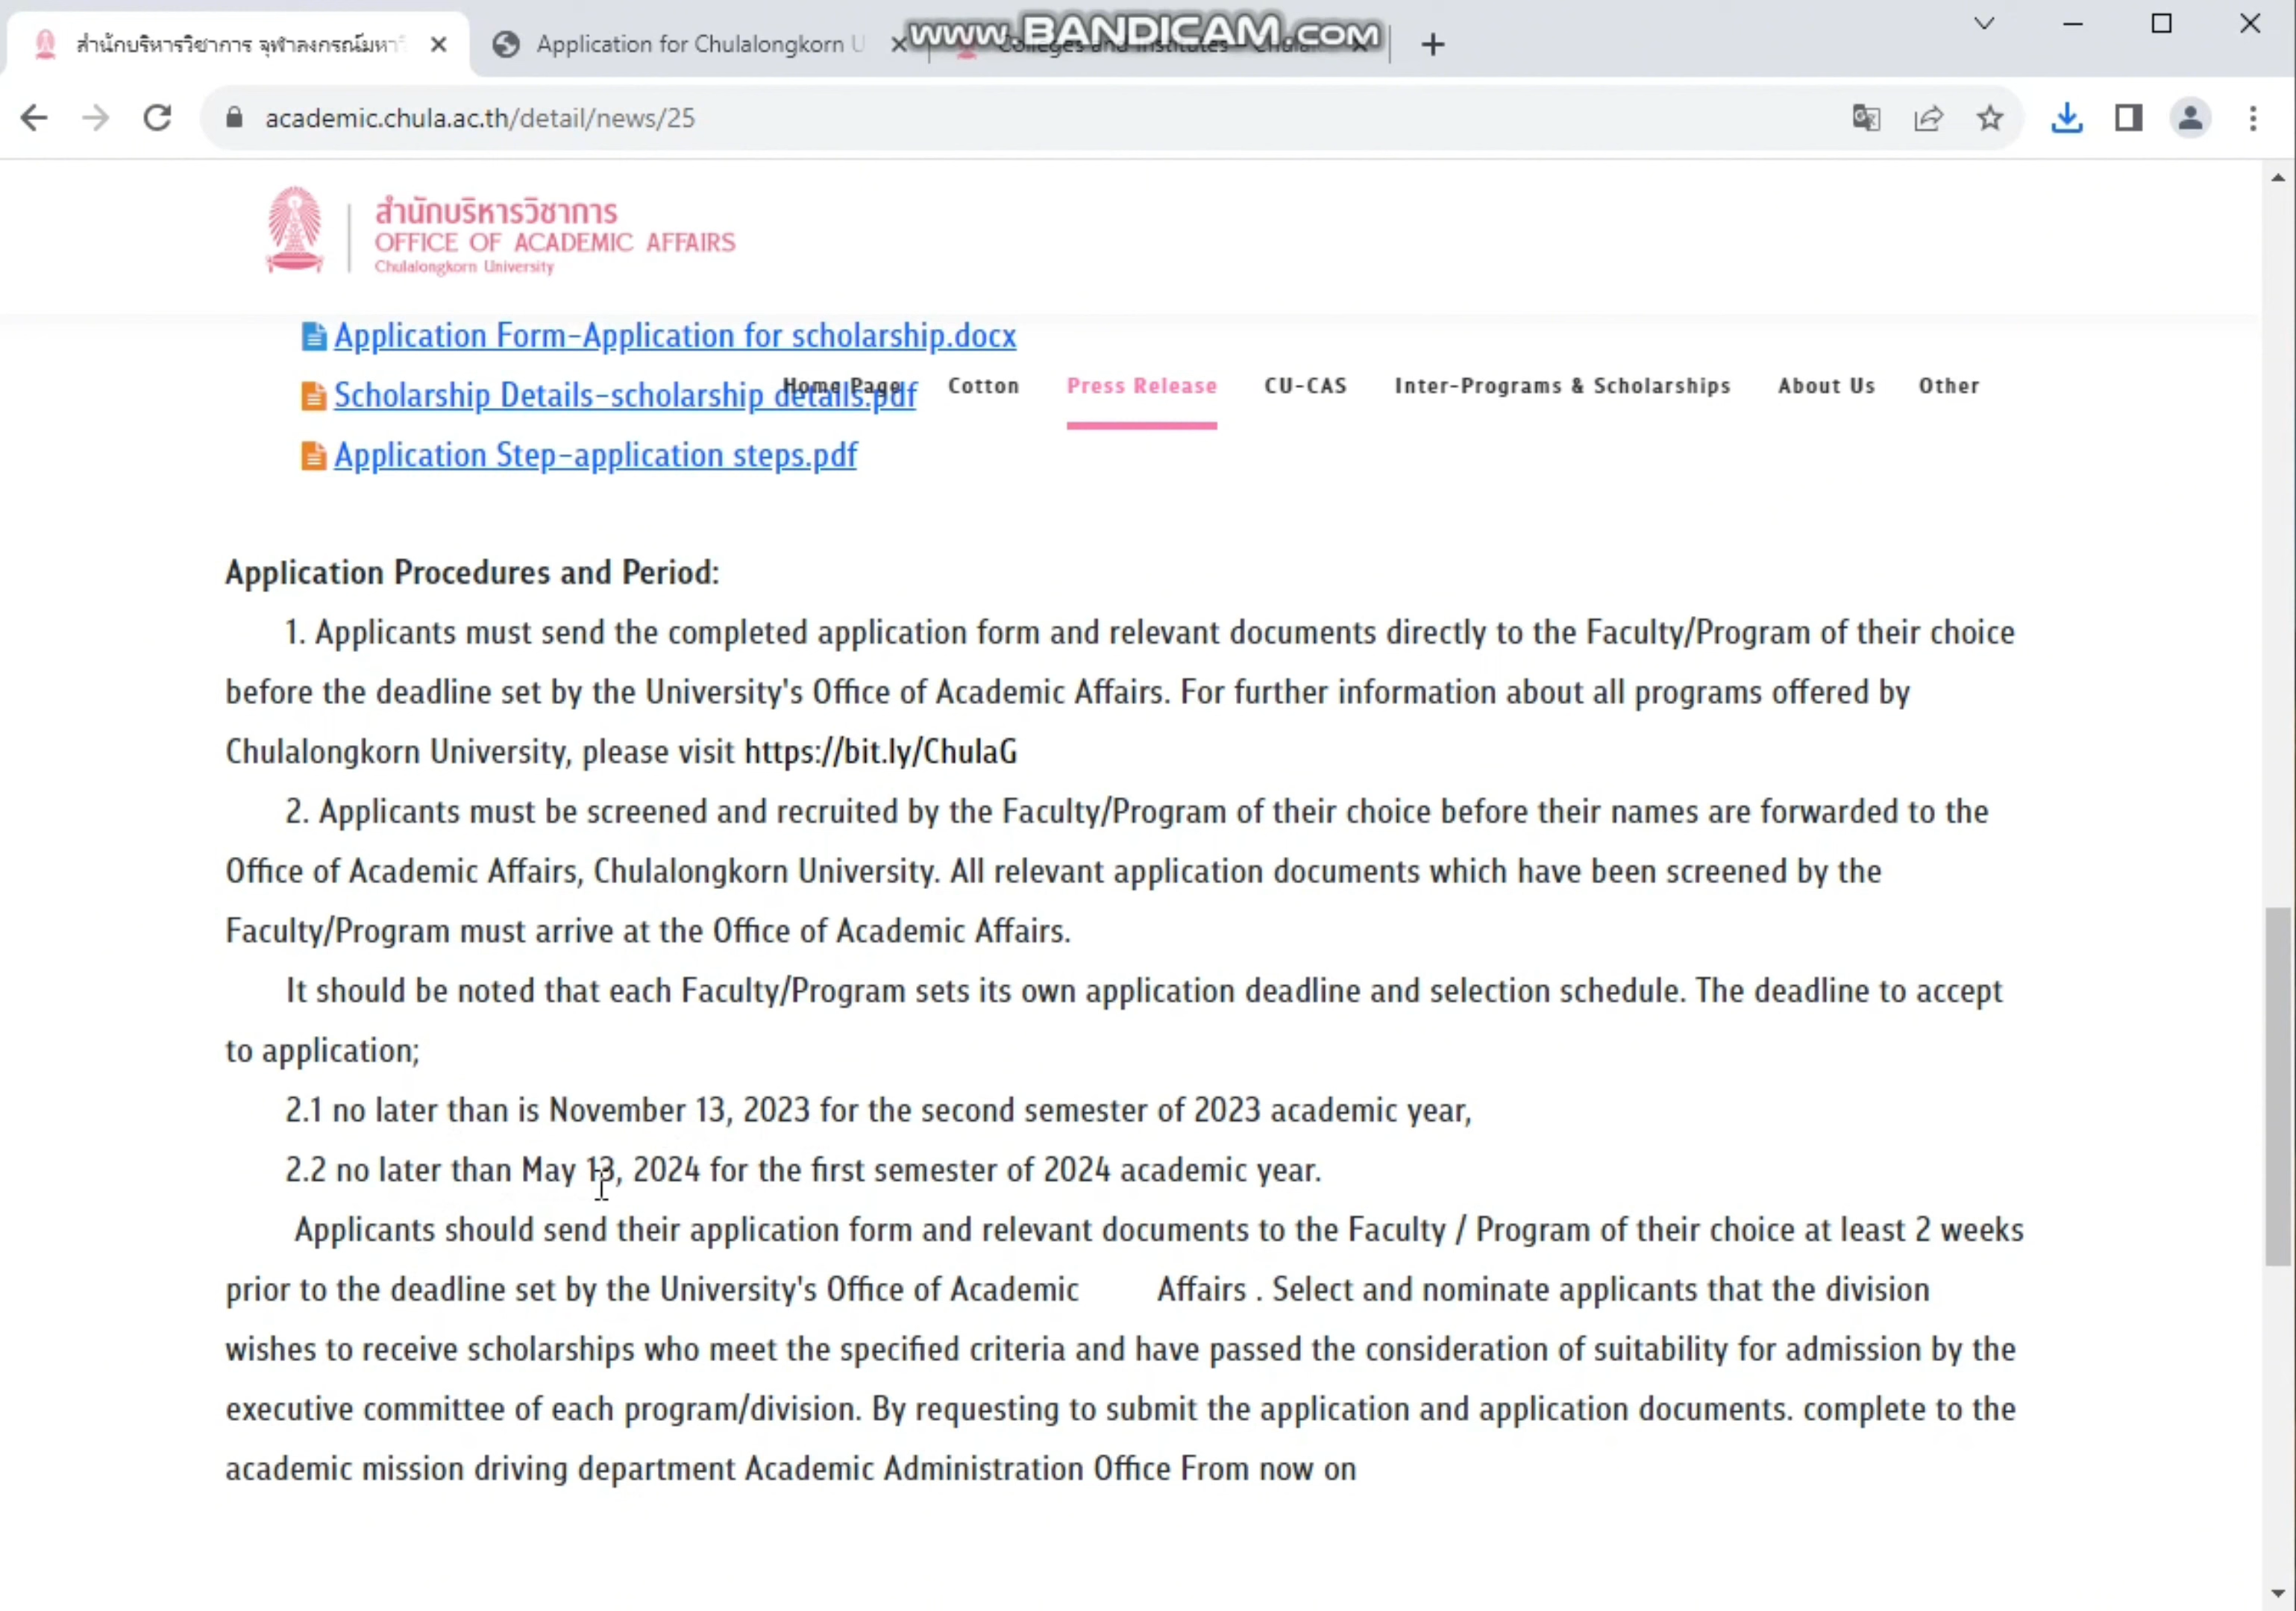 สำนักบริหารวิชาการ จุฬาลงกรณ์มหา
Application for Chulalongkorn U
www.BANDICAM.com
Colleges and Institutes - Chula
academic.chula.ac.th/detail/news/25
สำนักบริหารวิชาการ
OFFICE OF ACADEMIC AFFAIRS
Chulalongkorn University
Application Form-Application for scholarship.docx
Home Page Cotton Press Release CU-CAS Inter-Programs & Scholarships About Us Other
Scholarship Details-scholarship details.pdf
Application Step-application steps.pdf
Application Procedures and Period:
1. Applicants must send the completed application form and relevant documents directly to the Faculty/Program of their choice
before the deadline set by the University's Office of Academic Affairs. For further information about all programs offered by
Chulalongkorn University, please visit https://bit.ly/ChulaG
2. Applicants must be screened and recruited by the Faculty/Program of their choice before their names are forwarded to the
Office of Academic Affairs, Chulalongkorn University. All relevant application documents which have been screened by the
Faculty/Program must arrive at the Office of Academic Affairs.
It should be noted that each Faculty/Program sets its own application deadline and selection schedule. The deadline to accept
to application;
2.1 no later than is November 13, 2023 for the second semester of 2023 academic year,
2.2 no later than May 13, 2024 for the first semester of 2024 academic year.
Applicants should send their application form and relevant documents to the Faculty / Program of their choice at least 2 weeks
prior to the deadline set by the University's Office of Academic Affairs . Select and nominate applicants that the division
wishes to receive scholarships who meet the specified criteria and have passed the consideration of suitability for admission by the
executive committee of each program/division. By requesting to submit the application and application documents. complete to the
academic mission driving department Academic Administration Office From now on